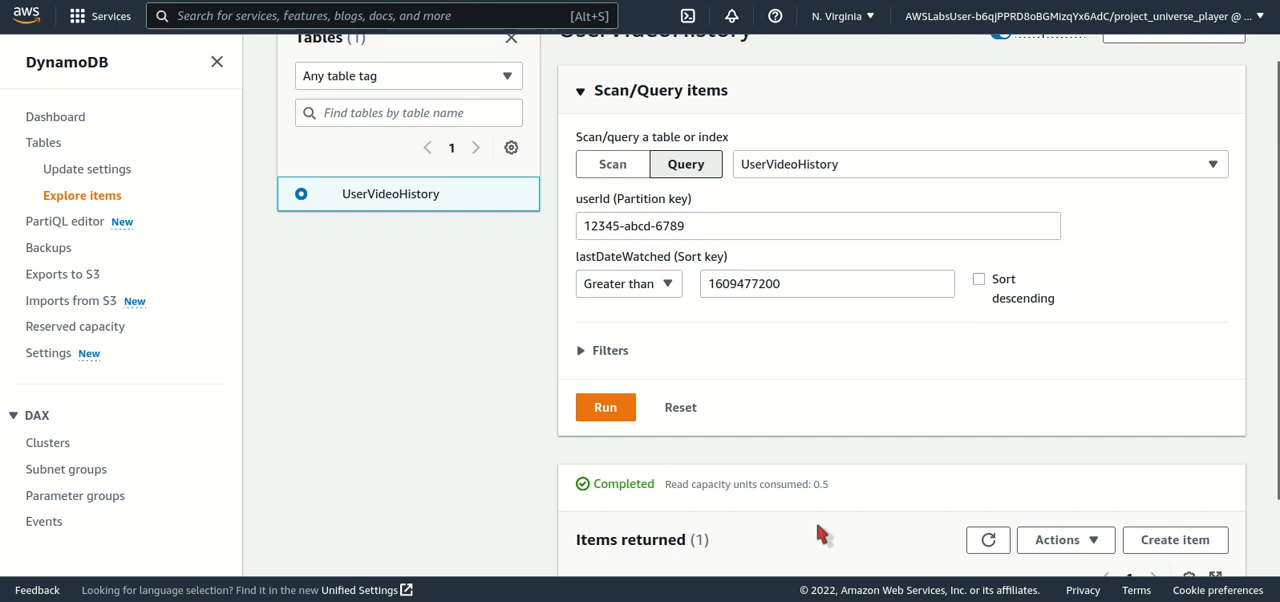 aws
Services
Search for services, features, blogs, docs, and more [Alt+S]
N. Virginia
AWSLabsUser-b6qjPPRD8oBGMizqYx6AdC/project_universe_player @ ...
DynamoDB
Dashboard
Tables
Update settings
Explore items
PartiQL editor New
Backups
Exports to S3
Imports from S3 New
Reserved capacity
Settings New
DAX
Clusters
Subnet groups
Parameter groups
Events
Tables (1)
Any table tag
Find tables by table name
1
UserVideoHistory
UserVideoHistory
Scan/Query items
Scan/query a table or index
Scan Query UserVideoHistory
userId (Partition key)
12345-abcd-6789
lastDateWatched (Sort key)
Greater than 1609477200
Sort
descending
Filters
Run Reset
Completed Read capacity units consumed: 0.5
Items returned (1)
Actions Create item
Feedback Looking for language selection? Find it in the new Unified Settings
© 2022, Amazon Web Services, Inc. or its affiliates. Privacy Terms Cookie preferences